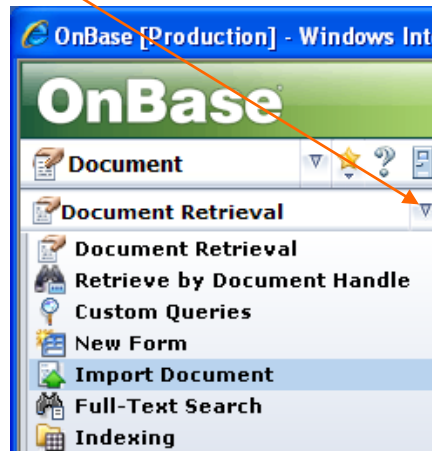 OnBase [Production] - Windows Int
OnBase
Document
Document Retrieval
Document Retrieval
Retrieve by Document Handle
Custom Queries
New Form
Import Document
Full-Text Search
Indexing